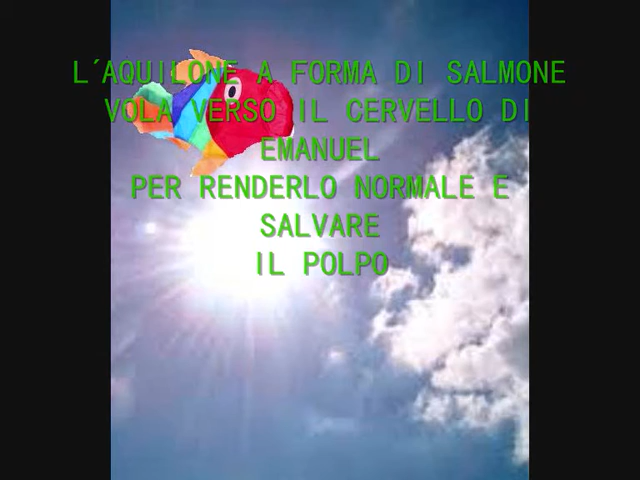 L´AQUILONE A FORMA DI SALMONE
VOLA VERSO IL CERVELLO DI
EMANUEL
PER RENDERLO NORMALE E
SALVARE
IL POLPO